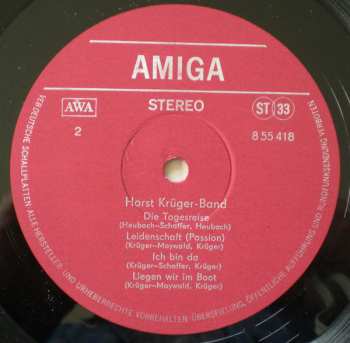 AMIGA
AWA
STEREO
ST 33
2
8 55 418
Horst Krüger-Band
Die Tagesreise
(Heubach-Schaffer, Heubach)
Leidenschaft (Passion)
(Krüger-Maywald, Krüger)
Ich bin da
(Krüger-Schaffer, Krüger)
Liegen wir im Boot
(Krüger-Maywald, Krüger)
VEB DEUTSCHE SCHALLPLATTEN ALLE HERSTELLER- UND URHEBERRECHTE VORBEHALTEN · ÜBERSPIELUNG, ÖFFENTLICHE AUFFÜHRUNG UND RUNDFUNKSENDUNG VERBOTEN